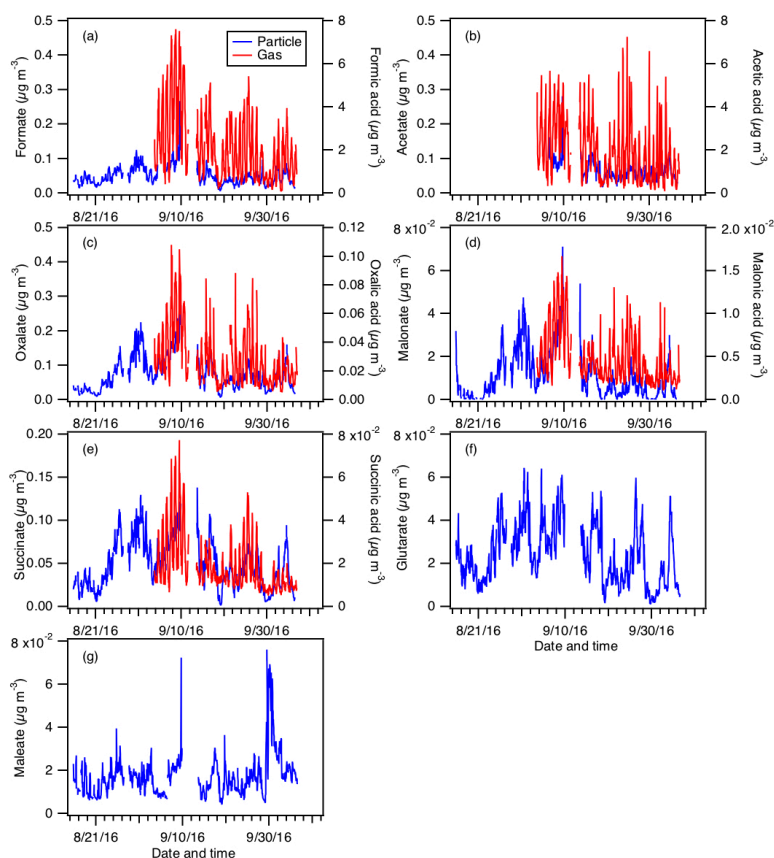 (a)
Particle
Gas
Formate (µg m⁻³)
0.5
0.4
0.3
0.2
0.1
0.0
8
6
4
2
0
Formic acid (µg m⁻³)
8/21/16 9/10/16 9/30/16
(b)
Acetate (µg m⁻³)
0.5
0.4
0.3
0.2
0.1
0.0
8
6
4
2
0
Acetic acid (µg m⁻³)
8/21/16 9/10/16 9/30/16
(c)
Oxalate (µg m⁻³)
0.5
0.4
0.3
0.2
0.1
0.0
0.12
0.10
0.08
0.06
0.04
0.02
0.00
Oxalic acid (µg m⁻³)
8/21/16 9/10/16 9/30/16
(d)
Malonate (µg m⁻³)
8 x10⁻²
6
4
2
0
2.0 x10⁻²
1.5
1.0
0.5
0.0
Malonic acid (µg m⁻³)
8/21/16 9/10/16 9/30/16
(e)
Succinate (µg m⁻³)
0.20
0.15
0.10
0.05
0.00
8 x10⁻²
6
4
2
0
Succinic acid (µg m⁻³)
8/21/16 9/10/16 9/30/16
(f)
Glutarate (µg m⁻³)
8 x10⁻²
6
4
2
0
8/21/16 9/10/16 9/30/16
Date and time
(g)
Maleate (µg m⁻³)
8 x10⁻²
6
4
2
0
8/21/16 9/10/16 9/30/16
Date and time